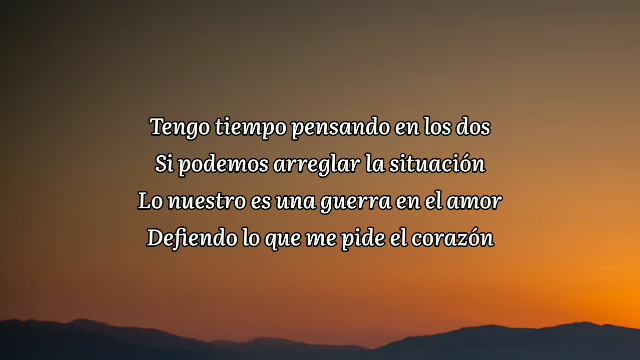 Tengo tiempo pensando en los dos
Si podemos arreglar la situación
Lo nuestro es una guerra en el amor
Defiendo lo que me pide el corazón